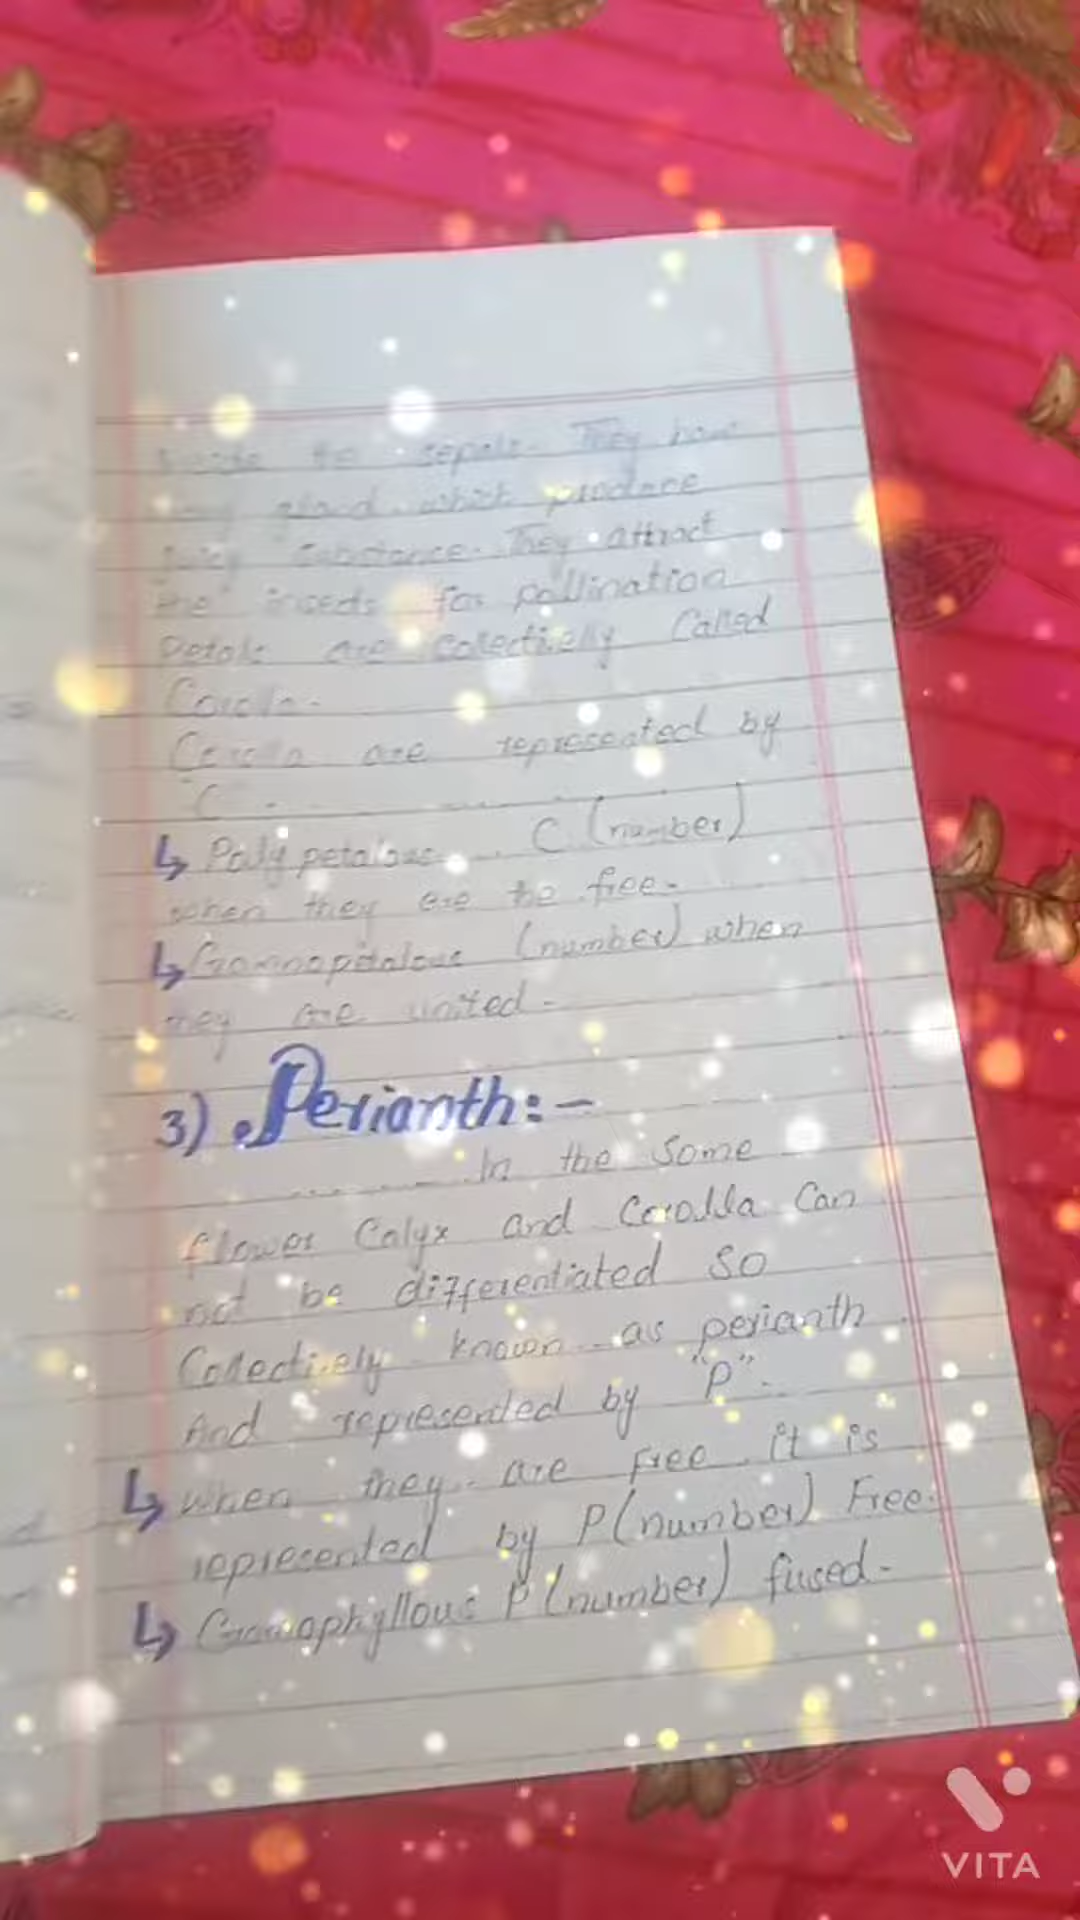 the sepals. They have
gland which produce
juicy substance. They attract
the insects for pollination
Petals are collectively Called
Corolla.
Corolla are represented by
"C".
↳ Polypetalous C (number)
when they are the free.
↳ Gamopetalous (number) when
they are united.
3) Perianth:-
In the Some
flower Calyx and Corolla Can
not be differentiated So
Collectively known as perianth
And represented by "P".
↳ when they are free it is
represented by P(number) Free.
↳ Gamophyllous P(number) fused.
VITA